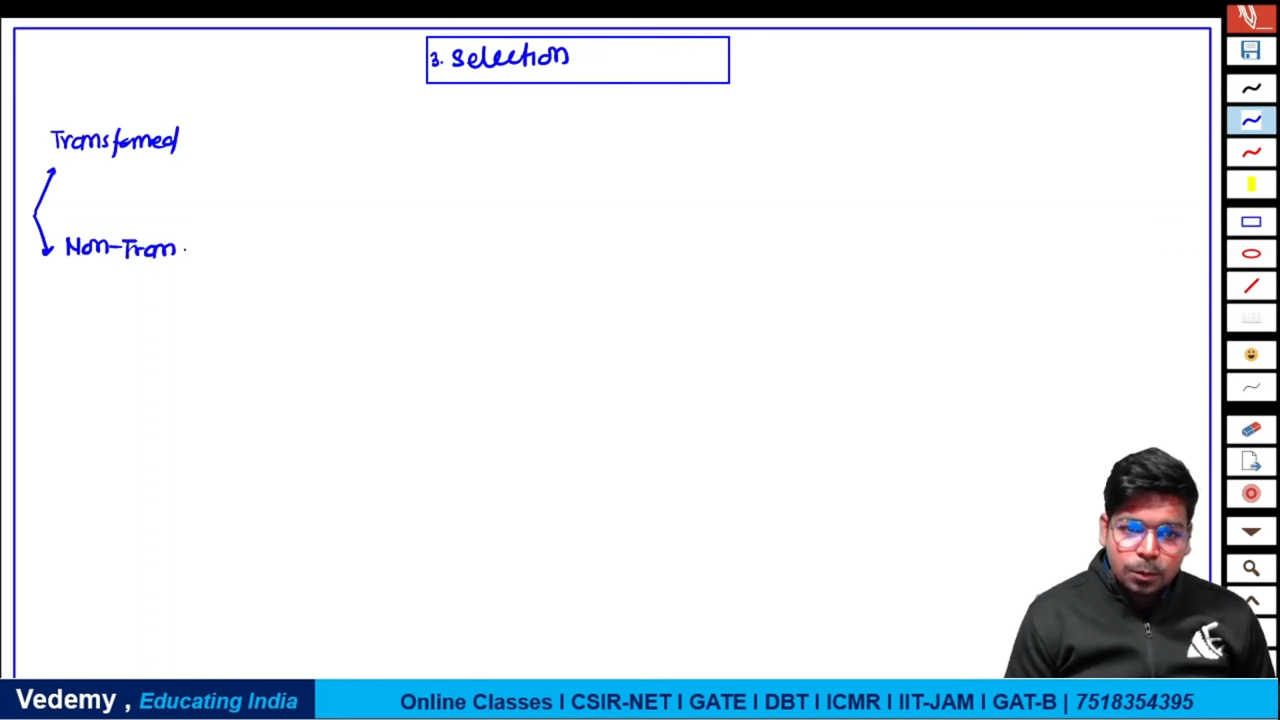 3. Selection
Transformed
Non-Tran.
Vedemy , Educating India
Online Classes I CSIR-NET I GATE I DBT I ICMR I IIT-JAM I GAT-B | 7518354395